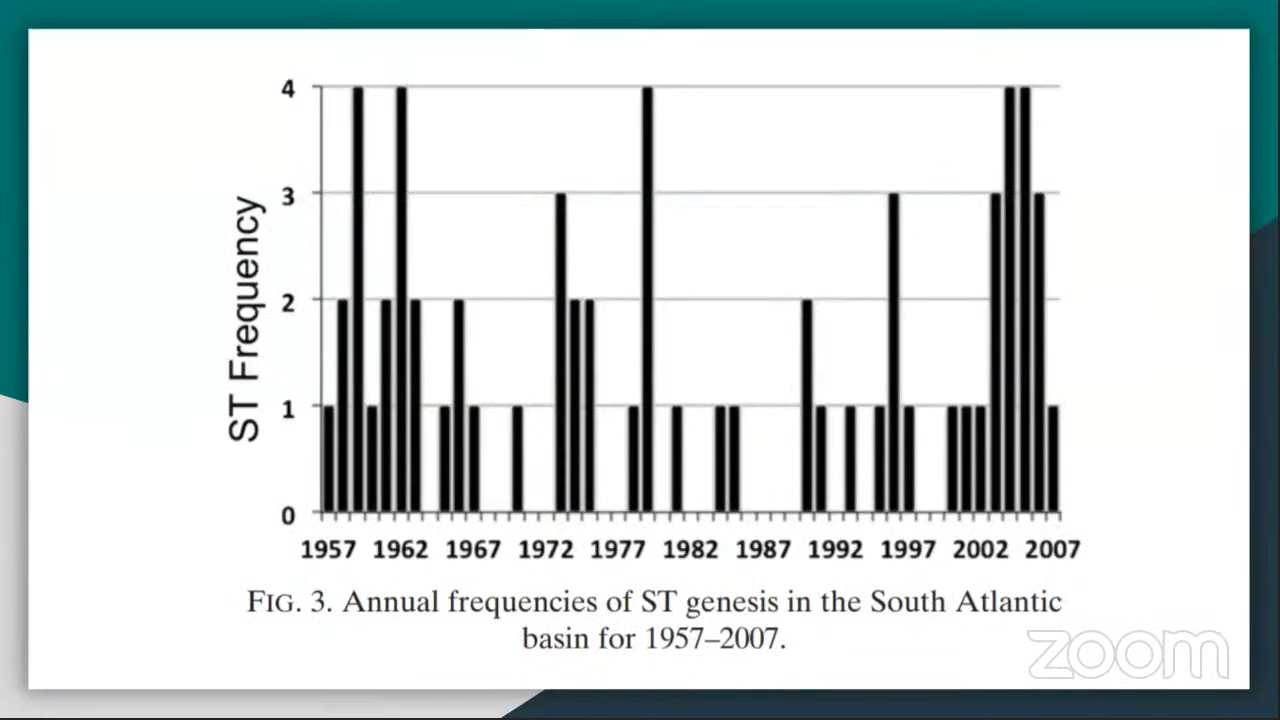 4
3
2
1
0
ST Frequency
1957 1962 1967 1972 1977 1982 1987 1992 1997 2002 2007
FIG. 3. Annual frequencies of ST genesis in the South Atlantic
basin for 1957–2007.
zoom